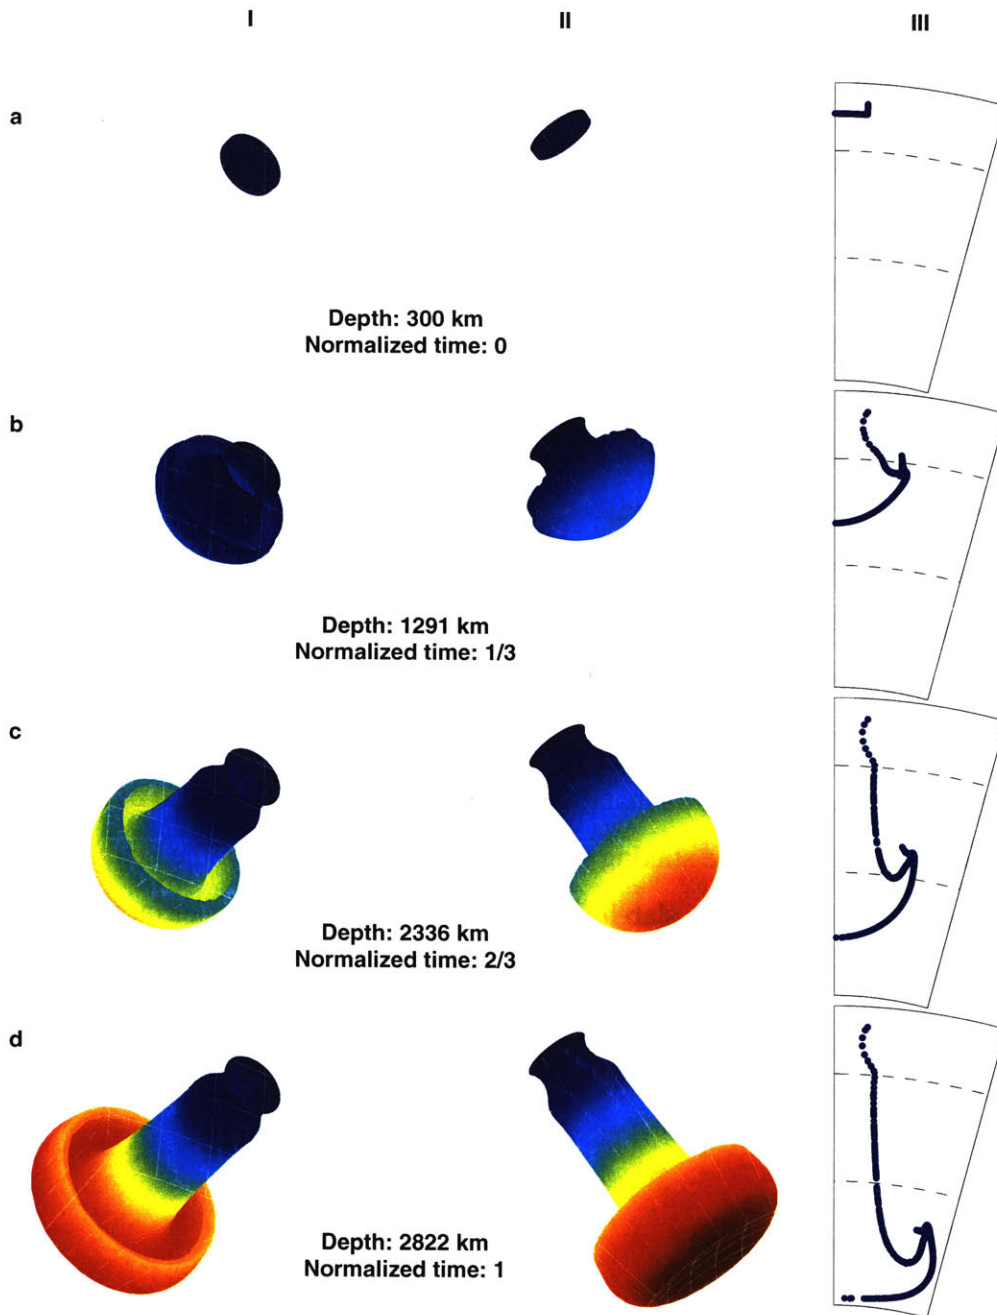 I
II
III
a
Depth: 300 km
Normalized time: 0
b
Depth: 1291 km
Normalized time: 1/3
c
Depth: 2336 km
Normalized time: 2/3
d
Depth: 2822 km
Normalized time: 1